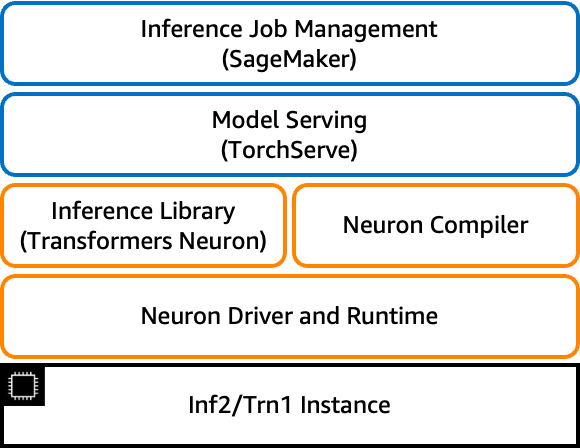 Inference Job Management
(SageMaker)
Model Serving
(TorchServe)
Inference Library
(Transformers Neuron)
Neuron Compiler
Neuron Driver and Runtime
Inf2/Trn1 Instance